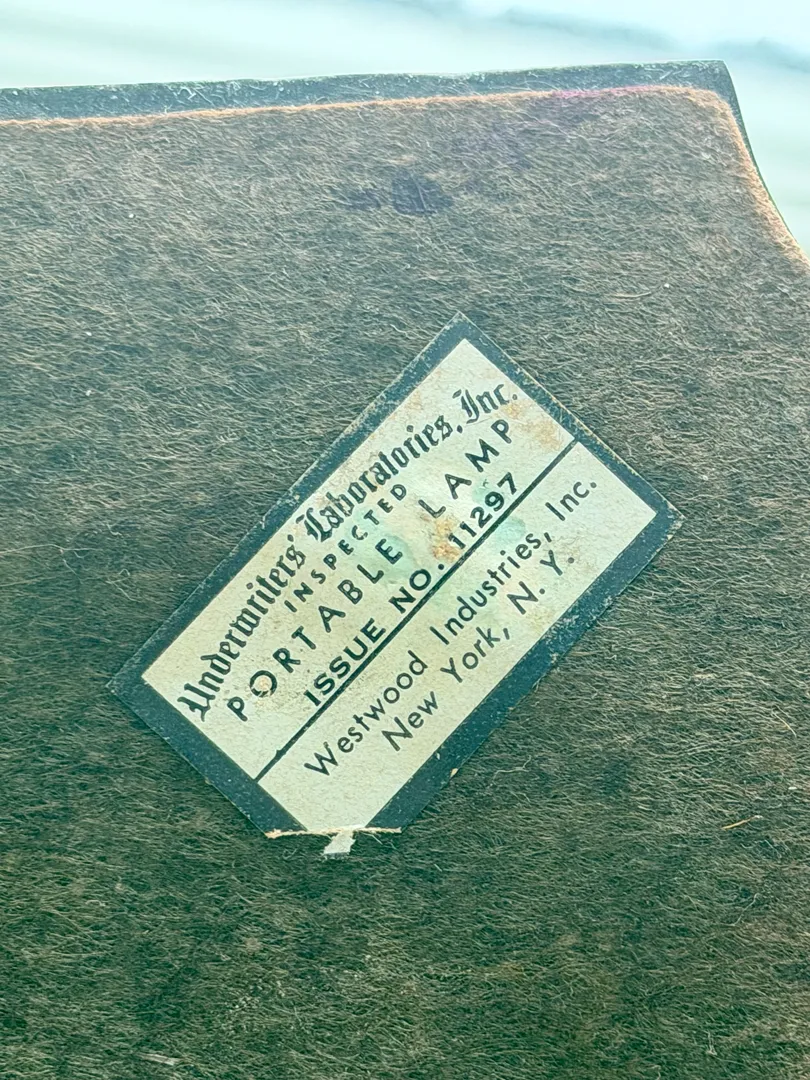 Underwriters' Laboratories, Inc.
INSPECTED
PORTABLE LAMP
ISSUE NO. 11297
Westwood Industries, Inc.
New York, N. Y.